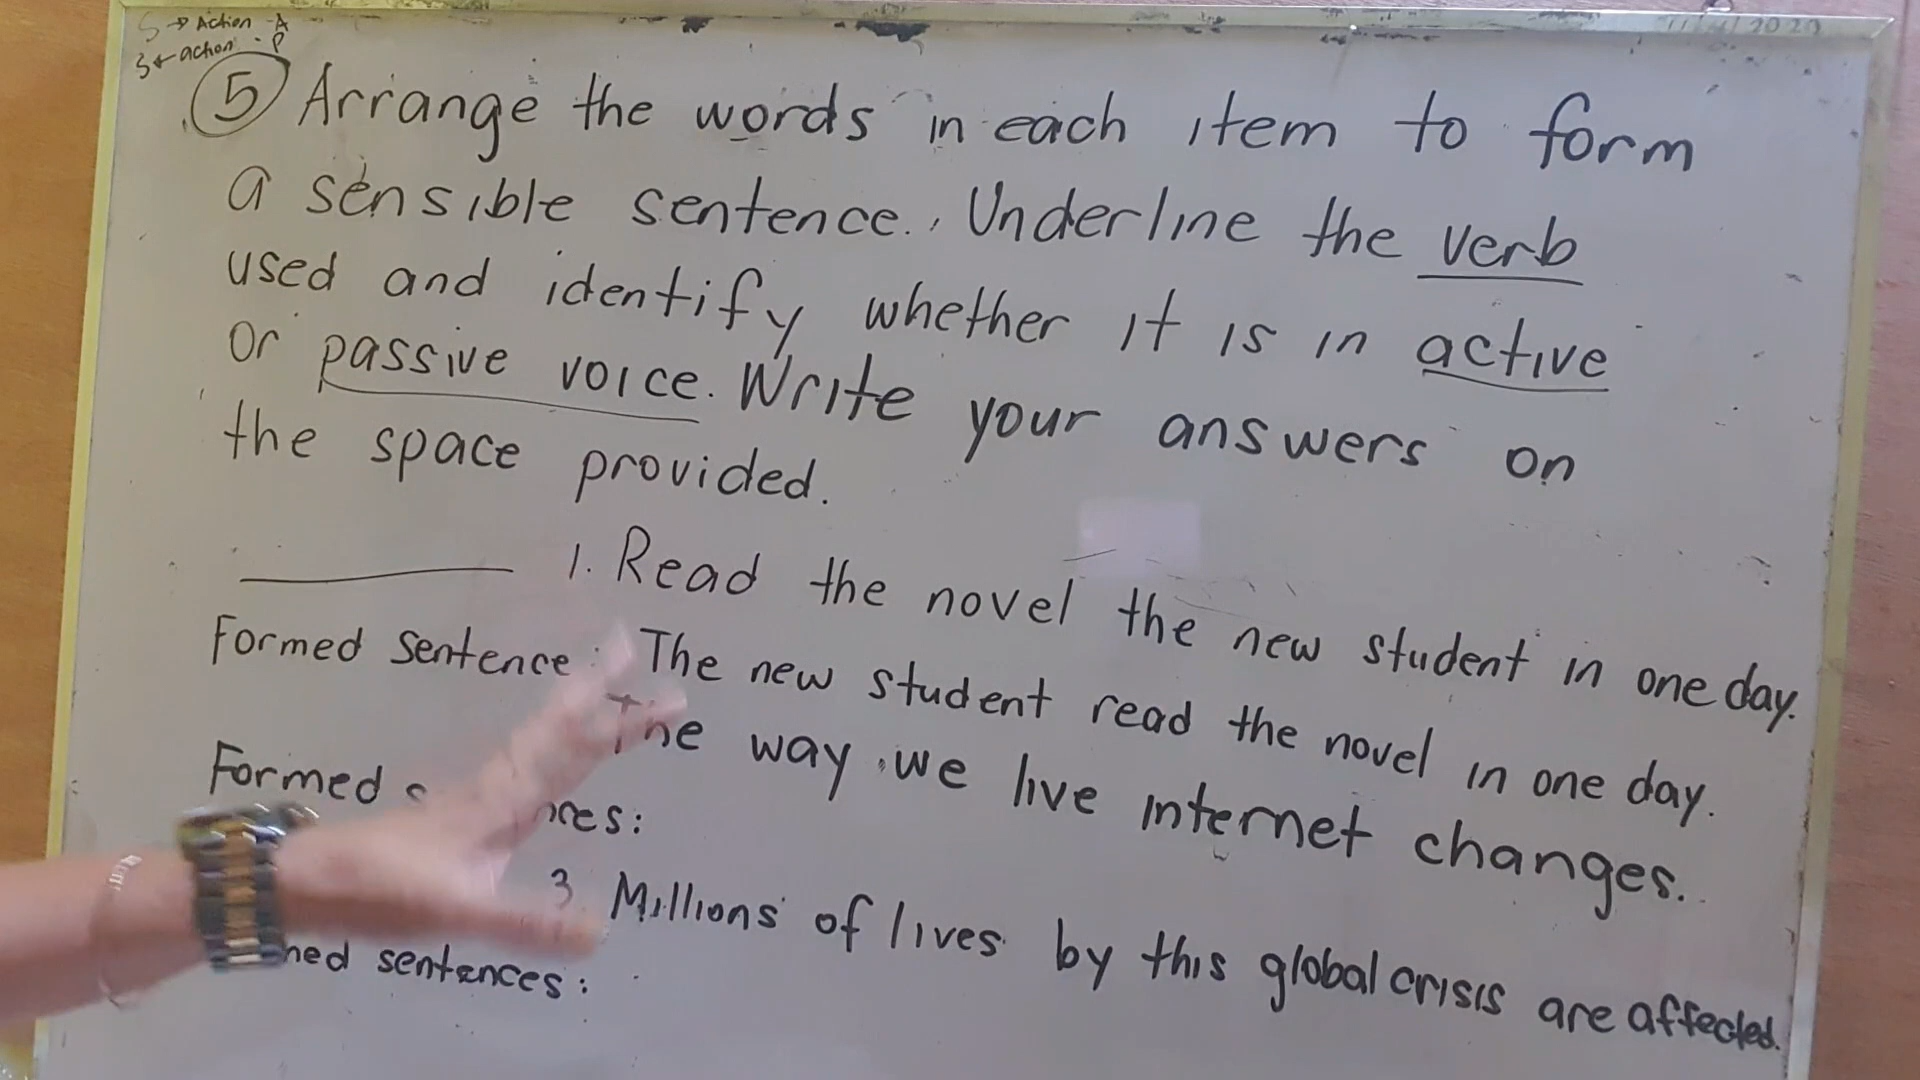 S → Action - A
S ← action - P
⑤ Arrange the words in each item to form
a sensible sentence. Underline the verb
used and identify whether it is in active
or passive voice. Write your answers on
the space provided.
1. Read the novel the new student in one day.
Formed sentence: The new student read the novel in one day.
The way we live internet changes.
Formed
3. Millions of lives by this global crisis are affected.
sentences: